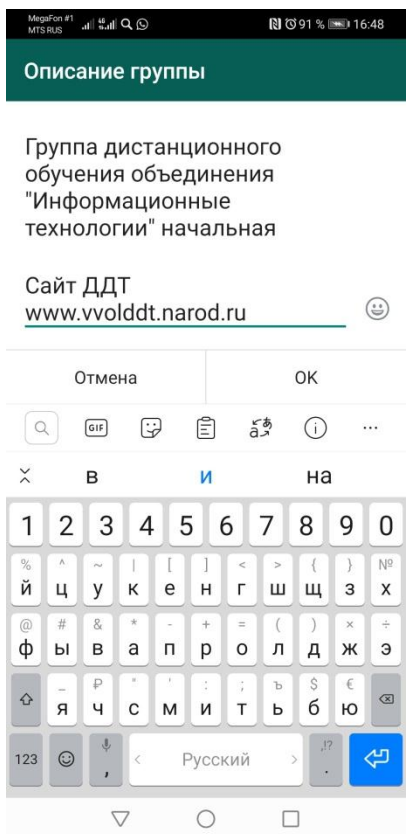 MegaFon #1
MTS RUS
4G
91 %
16:48
Описание группы
Группа дистанционного
обучения объединения
"Информационные
технологии" начальная
Сайт ДДТ
www.vvolddt.narod.ru
Отмена
OK
GIF
в и на
1 2 3 4 5 6 7 8 9 0
% ^ ~ | [ ] < > { } №
й ц у к е н г ш щ з х
@ # & * - + = ( ) × ÷
ф ы в а п р о л д ж э
_ ₽ " ' : ; ъ $ €
я ч с м и т ь б ю
123 , < Русский > ,!? .